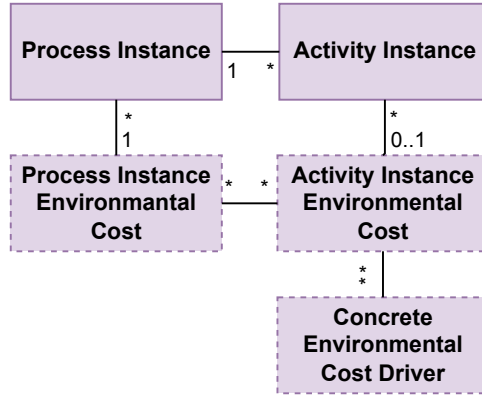 Process Instance
Activity Instance
1
*
*
1
*
0..1
Process Instance
Environmantal
Cost
*
*
Activity Instance
Environmental
Cost
*
*
Concrete
Environmental
Cost Driver